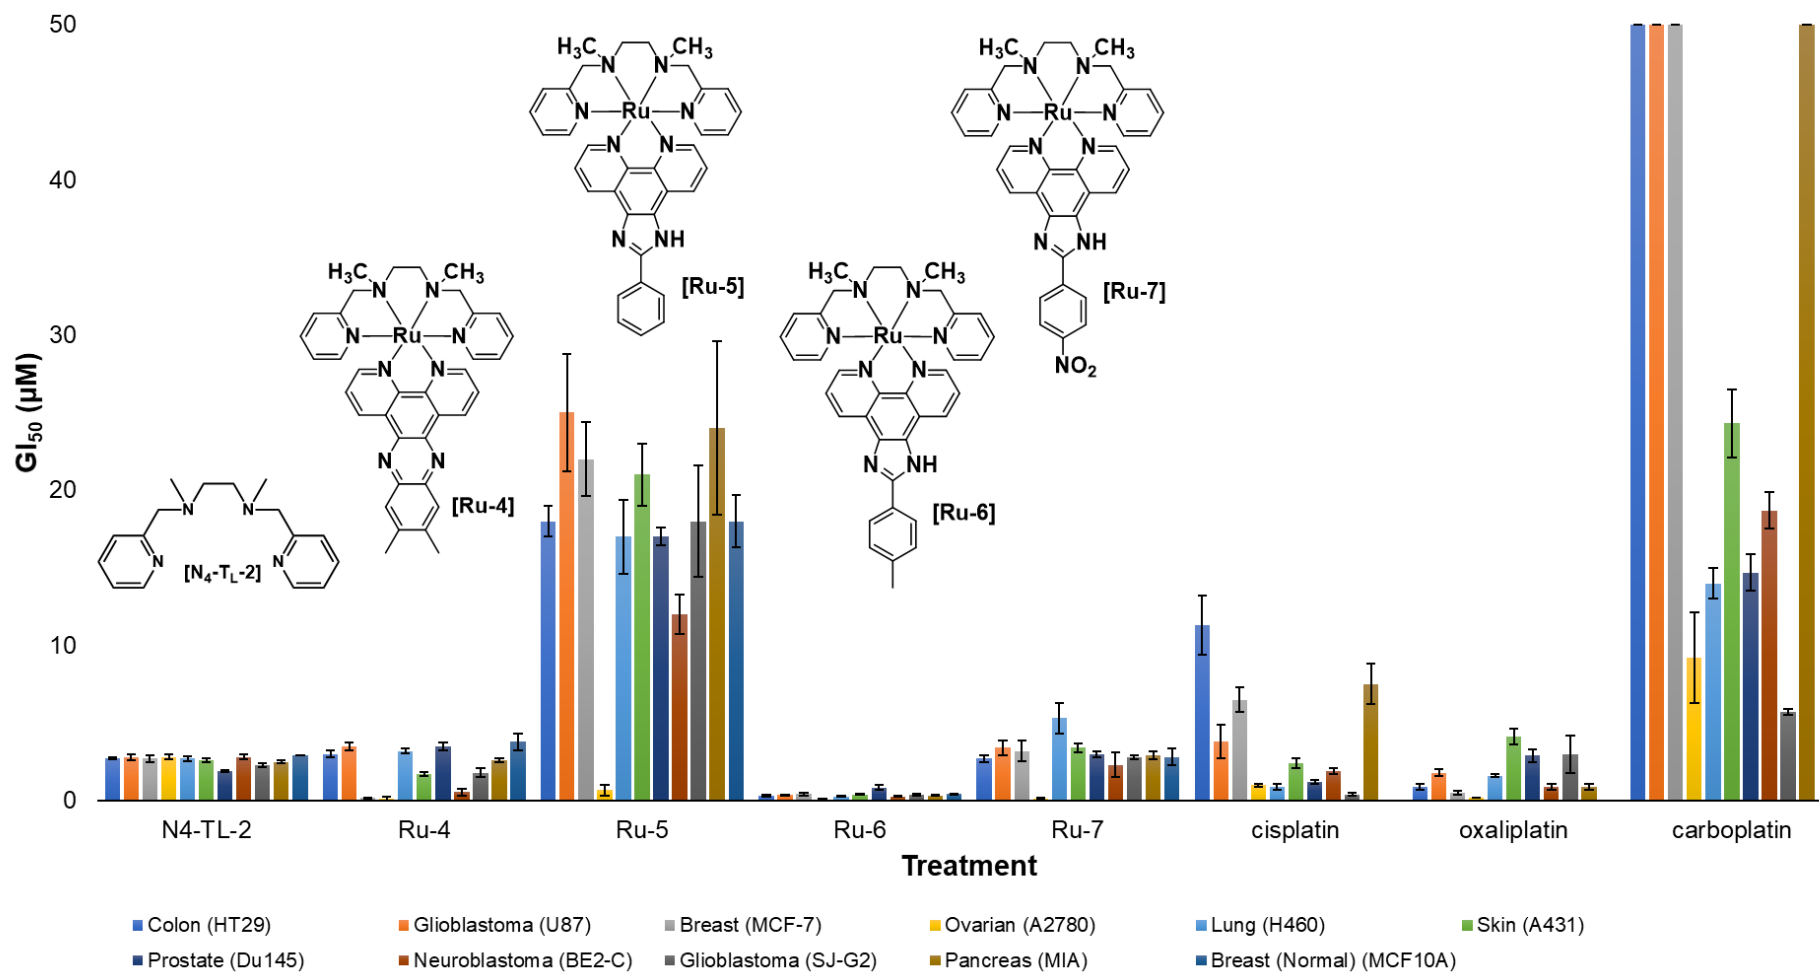 50
40
30
20
10
0
GI₅₀ (µM)
H₃C CH₃
N N
N Ru N
N N
N NH
[Ru-5]
H₃C CH₃
N N
N Ru N
N N
N NH
[Ru-7]
NO₂
H₃C CH₃
N N
N Ru N
N N
N N
[Ru-4]
H₃C CH₃
N N
N Ru N
N N
N NH
[Ru-6]
N N
N N
[N₄-T_L-2]
N4-TL-2 Ru-4 Ru-5 Ru-6 Ru-7 cisplatin oxaliplatin carboplatin
Treatment
Colon (HT29) Glioblastoma (U87) Breast (MCF-7) Ovarian (A2780) Lung (H460) Skin (A431)
Prostate (Du145) Neuroblastoma (BE2-C) Glioblastoma (SJ-G2) Pancreas (MIA) Breast (Normal) (MCF10A)